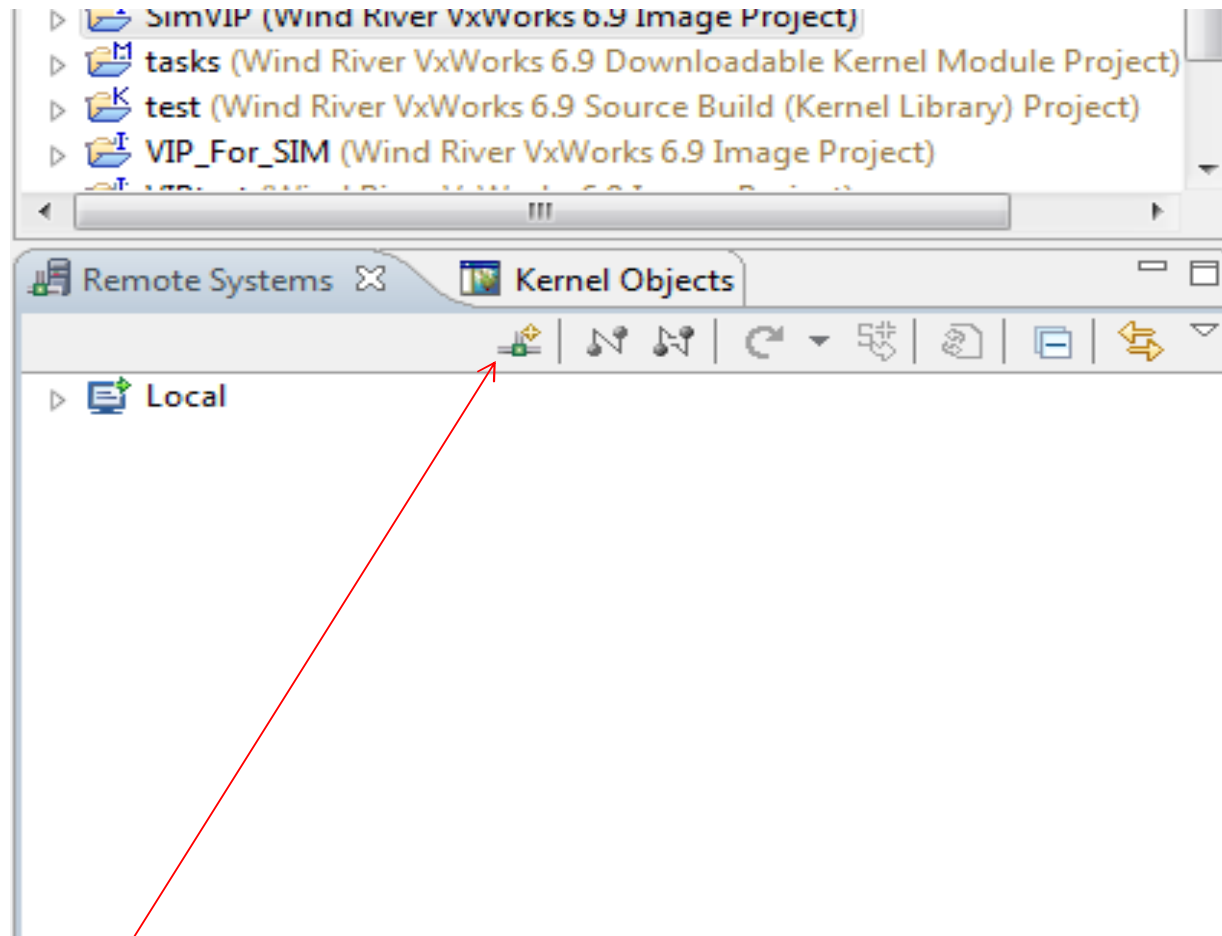 SimVIP (Wind River VxWorks 6.9 Image Project)
tasks (Wind River VxWorks 6.9 Downloadable Kernel Module Project)
test (Wind River VxWorks 6.9 Source Build (Kernel Library) Project)
VIP_For_SIM (Wind River VxWorks 6.9 Image Project)
Remote Systems Kernel Objects
Local